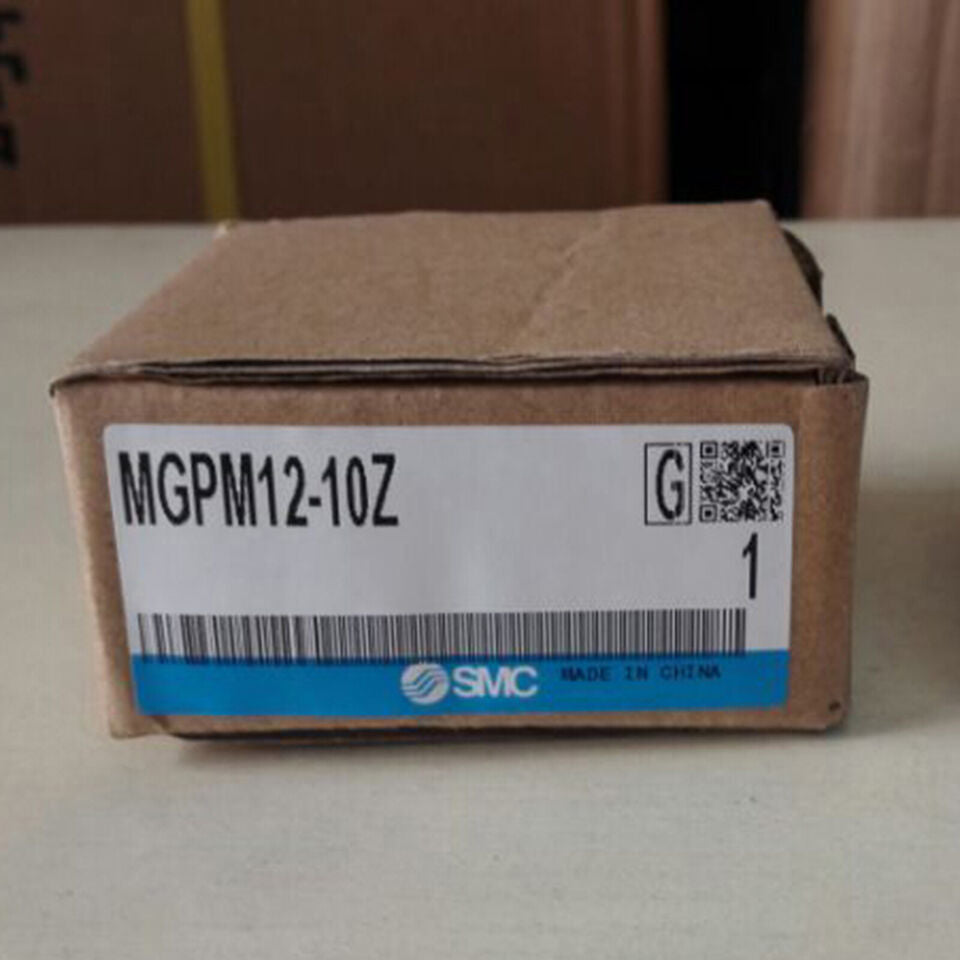 MGPM12-10Z
G
1
SMC MADE IN CHINA